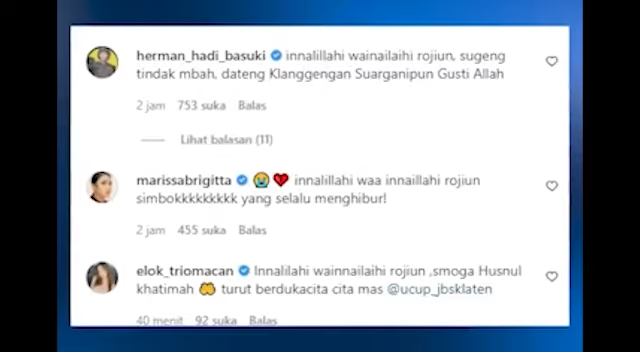 herman_hadi_basuki innalillahi wainailaihi rojiun, sugeng
tindak mbah, dateng Klanggengan Suarganipun Gusti Allah
2 jam 753 suka Balas
Lihat balasan (11)
marissabrigitta 😭 💔 innalillahi waa innaillahi rojiun
simbokkkkkkkkk yang selalu menghibur!
2 jam 455 suka Balas
elok_triomacan Innalilahi wainnailaihi rojiun ,smoga Husnul
khatimah 🤲 turut berdukacita cita mas @ucup_jbsklaten
40 menit 92 suka Balas